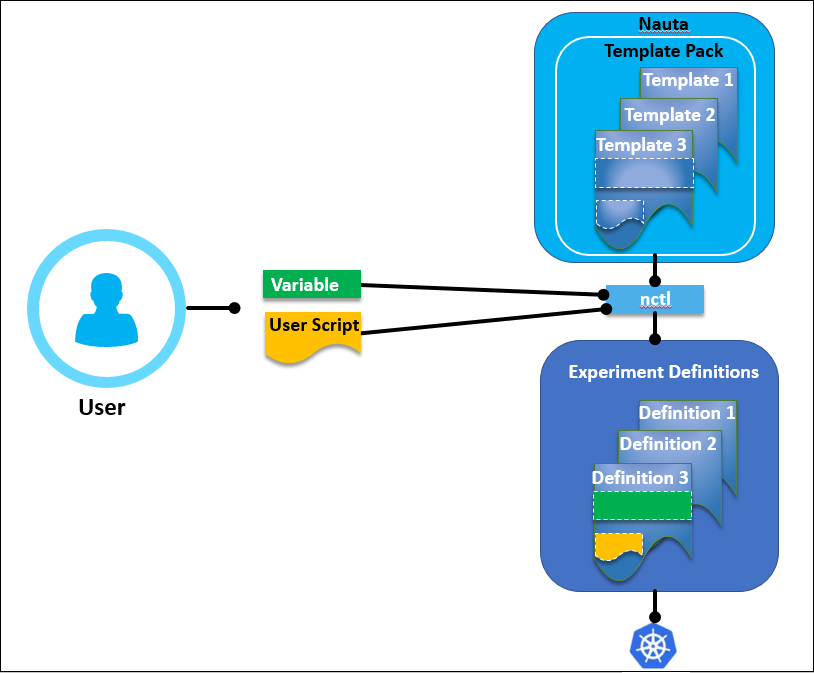 Nauta
Template Pack
Template 1
Template 2
Template 3
Variable
User Script
nctl
User
Experiment Definitions
Definition 1
Definition 2
Definition 3